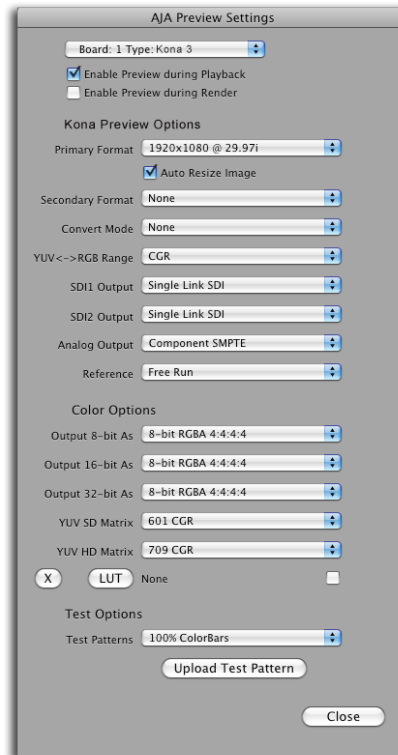 AJA Preview Settings
Board: 1 Type: Kona 3
Enable Preview during Playback
Enable Preview during Render
Kona Preview Options
Primary Format 1920x1080 @ 29.97i
Auto Resize Image
Secondary Format None
Convert Mode None
YUV<->RGB Range CGR
SDI1 Output Single Link SDI
SDI2 Output Single Link SDI
Analog Output Component SMPTE
Reference Free Run
Color Options
Output 8-bit As 8-bit RGBA 4:4:4:4
Output 16-bit As 8-bit RGBA 4:4:4:4
Output 32-bit As 8-bit RGBA 4:4:4:4
YUV SD Matrix 601 CGR
YUV HD Matrix 709 CGR
X LUT None
Test Options
Test Patterns 100% ColorBars
Upload Test Pattern
Close